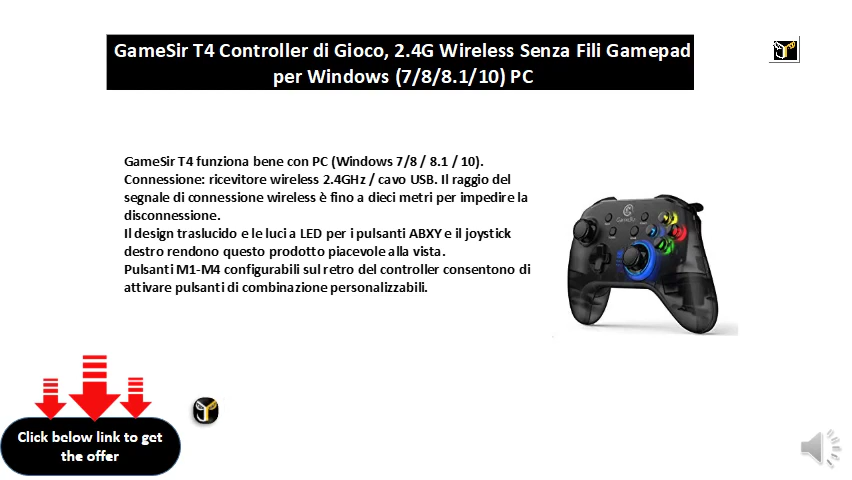 GameSir T4 Controller di Gioco, 2.4G Wireless Senza Fili Gamepad
per Windows (7/8/8.1/10) PC
GameSir T4 funziona bene con PC (Windows 7/8 / 8.1 / 10).
Connessione: ricevitore wireless 2.4GHz / cavo USB. Il raggio del
segnale di connessione wireless è fino a dieci metri per impedire la
disconnessione.
Il design traslucido e le luci a LED per i pulsanti ABXY e il joystick
destro rendono questo prodotto piacevole alla vista.
Pulsanti M1-M4 configurabili sul retro del controller consentono di
attivare pulsanti di combinazione personalizzabili.
GameSir
Click below link to get
the offer